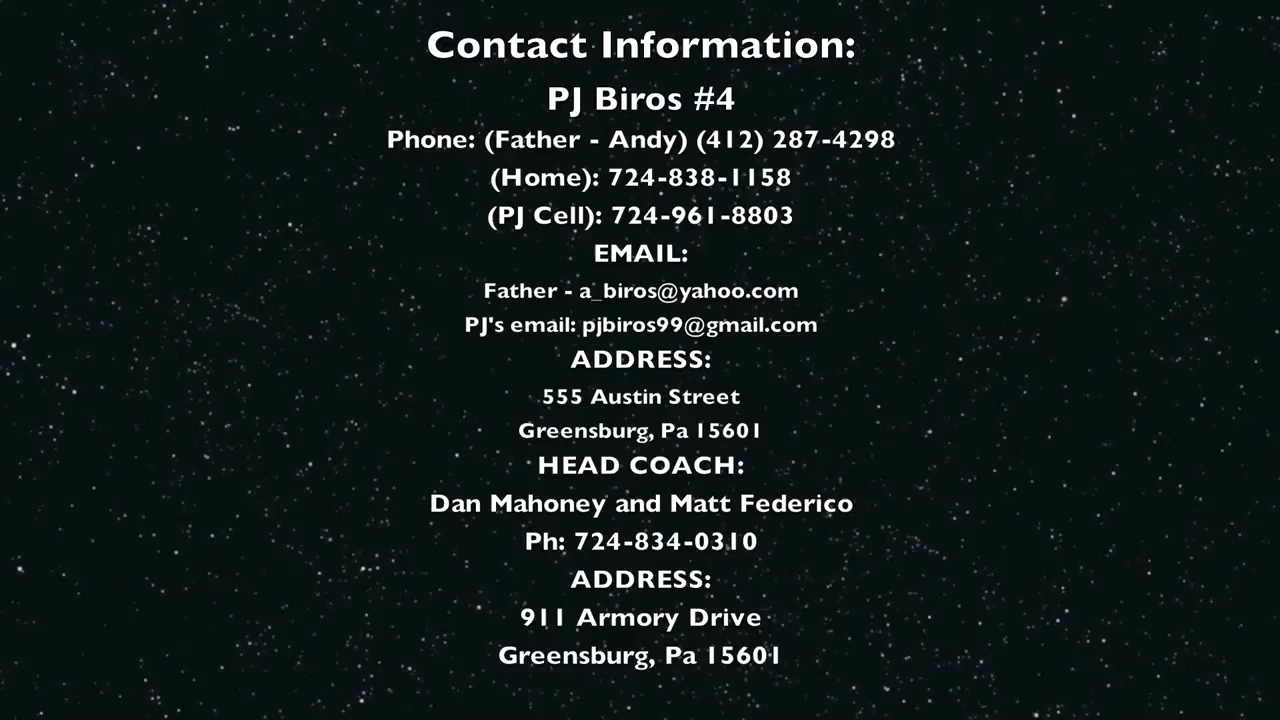 Contact Information:
PJ Biros #4
Phone: (Father - Andy) (412) 287-4298
(Home): 724-838-1158
(PJ Cell): 724-961-8803
EMAIL:
Father - a_biros@yahoo.com
PJ's email: pjbiros99@gmail.com
ADDRESS:
555 Austin Street
Greensburg, Pa 15601
HEAD COACH:
Dan Mahoney and Matt Federico
Ph: 724-834-0310
ADDRESS:
911 Armory Drive
Greensburg, Pa 15601